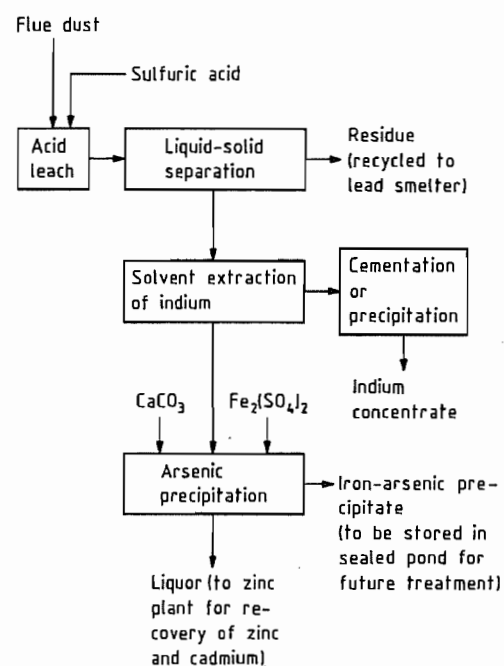 Flue dust
Sulfuric acid
Acid
leach
Liquid-solid
separation
Residue
(recycled to
lead smelter)
Solvent extraction
of indium
Cementation
or
precipitation
Indium
concentrate
CaCO₃
Fe₂(SO₄)₂
Arsenic
precipitation
Iron-arsenic pre-
cipitate
(to be stored in
sealed pond for
future treatment)
Liquor (to zinc
plant for re-
covery of zinc
and cadmium)